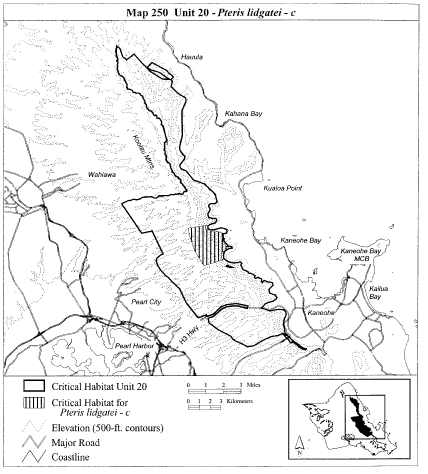 Map 250 Unit 20 - Pteris lidgatei - c
Hauula
Kahana Bay
Koolau Mtns
Wahiawa
Kualoa Point
Kaneohe Bay
Kaneohe Bay
MCB
Kailua
Bay
Pearl City
Kaneohe
H3 Hwy
Pearl Harbor
Critical Habitat Unit 20
Critical Habitat for
Pteris lidgatei - c
Elevation (500-ft. contours)
Major Road
Coastline
0 1 2 3 Miles
0 1 2 3 Kilometers
N